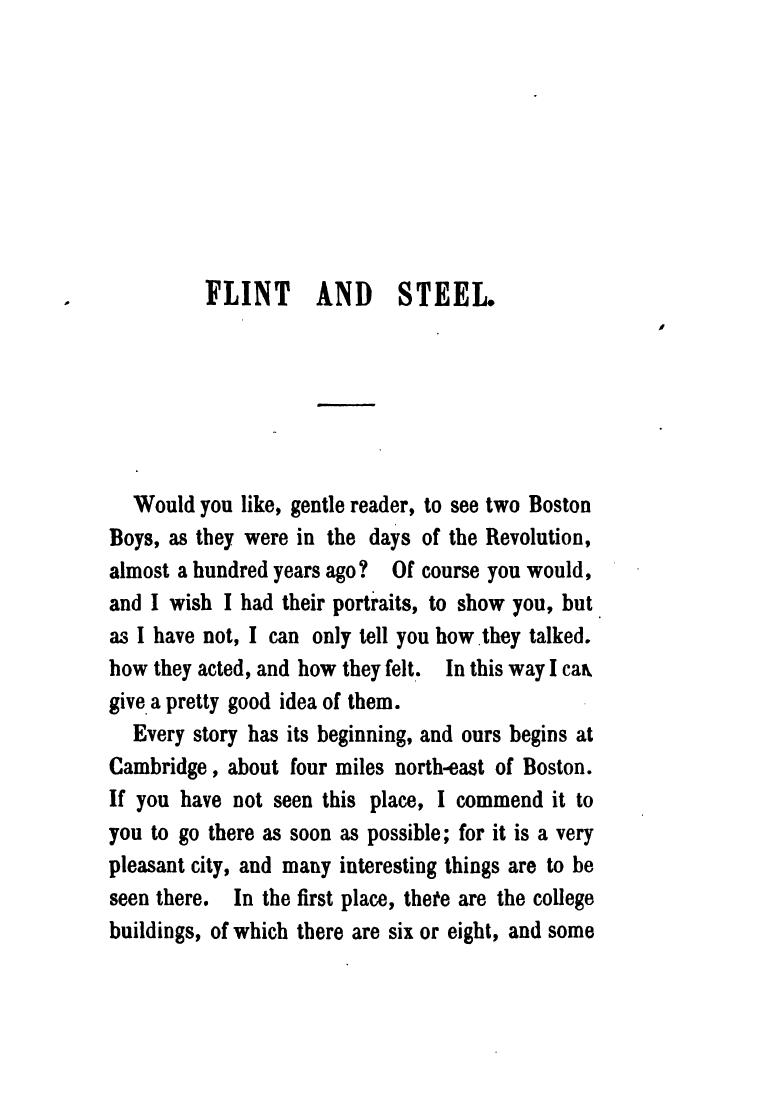 FLINT AND STEEL.
Would you like, gentle reader, to see two Boston
Boys, as they were in the days of the Revolution,
almost a hundred years ago? Of course you would,
and I wish I had their portraits, to show you, but
as I have not, I can only tell you how they talked.
how they acted, and how they felt. In this way I can
give a pretty good idea of them.
Every story has its beginning, and ours begins at
Cambridge, about four miles north-east of Boston.
If you have not seen this place, I commend it to
you to go there as soon as possible; for it is a very
pleasant city, and many interesting things are to be
seen there. In the first place, there are the college
buildings, of which there are six or eight, and some